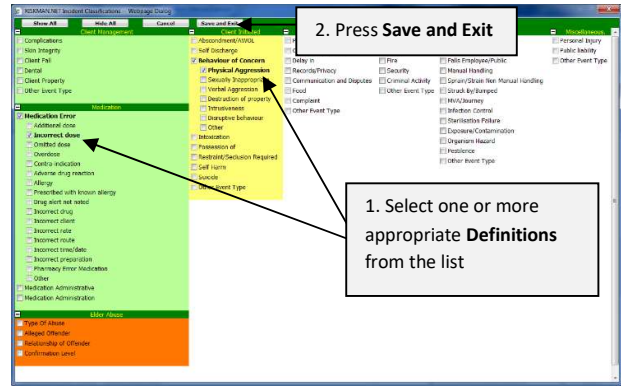 RISKMAN.NET Incident Classifications -- Webpage Dialog
Show All Hide All Cancel Save and Exit
2. Press Save and Exit
Client Management
Complications
Skin Integrity
Client Fall
Dental
Client Property
Other Event Type
Medication
Medication Error
Additional dose
Incorrect dose
Omitted dose
Overdose
Contra indication
Adverse drug reaction
Allergy
Prescribed with known allergy
Drug alert not noted
Incorrect drug
Incorrect client
Incorrect rate
Incorrect route
Incorrect time/date
Incorrect preparation
Pharmacy Error Medication
Other
Medication Administrative
Medication Administration
Elder Abuse
Type Of Abuse
Alleged Offender
Relationship of Offender
Confirmation Level
Client Initiated
Abscondment/AWOL
Self Discharge
Behaviour of Concern
Physical Aggression
Sexually Inappropria
Verbal Aggression
Destruction of property
Intrusiveness
Disruptive behaviour
Other
Intoxication
Possession of
Restraint/Seclusion Required
Self Harm
Suicide
Other Event Type
Delay in
Records/Privacy
Communication and Disputes
Food
Complaint
Other Event Type
Fire
Security
Criminal Activity
Other Event Type
Falls Employee/Public
Manual Handling
Sprain/Strain Non Manual Handling
Struck By/Bumped
MVA/Journey
Infection Control
Sterilisation Failure
Exposure/Contamination
Organism Hazard
Pestilence
Other Event Type
Miscellaneous
Personal Injury
Public liability
Other Event Type
1. Select one or more
appropriate Definitions
from the list